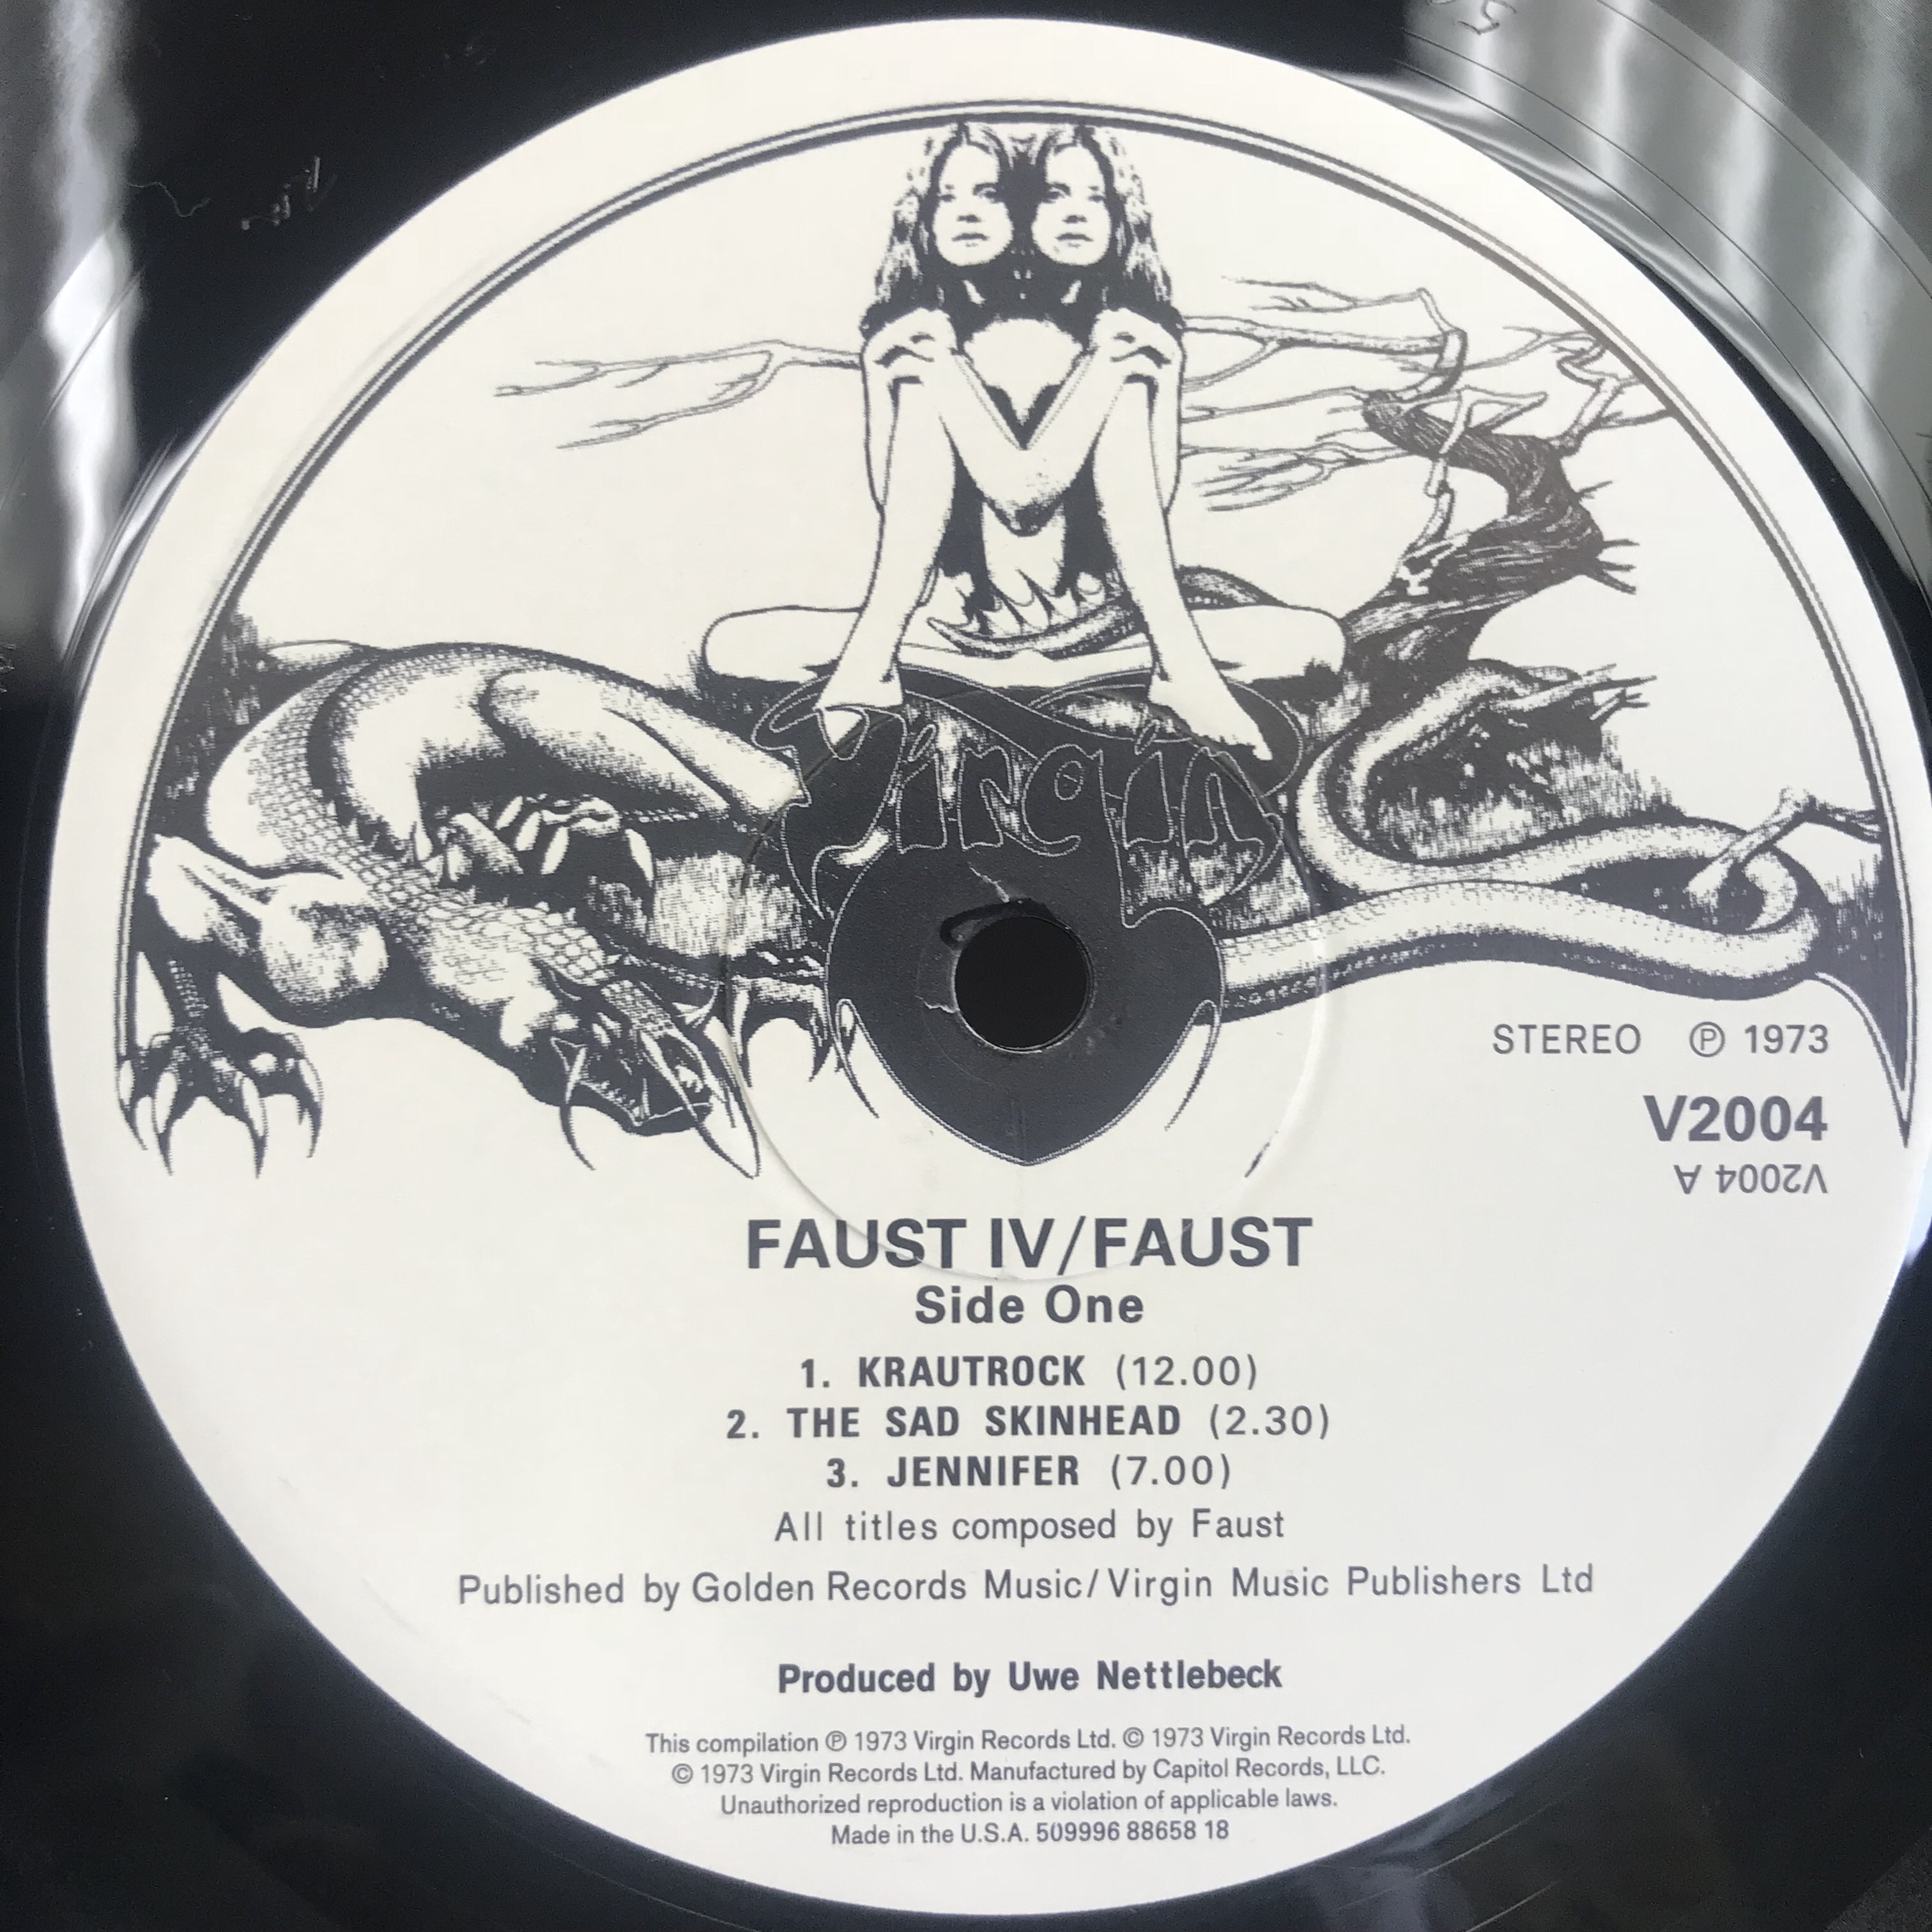 Virgin
STEREO ℗ 1973
V2004
V2004 A
FAUST IV/FAUST
Side One
1. KRAUTROCK (12.00)
2. THE SAD SKINHEAD (2.30)
3. JENNIFER (7.00)
All titles composed by Faust
Published by Golden Records Music/Virgin Music Publishers Ltd
Produced by Uwe Nettlebeck
This compilation ℗ 1973 Virgin Records Ltd. © 1973 Virgin Records Ltd.
© 1973 Virgin Records Ltd. Manufactured by Capitol Records, LLC.
Unauthorized reproduction is a violation of applicable laws.
Made in the U.S.A. 509996 88658 18